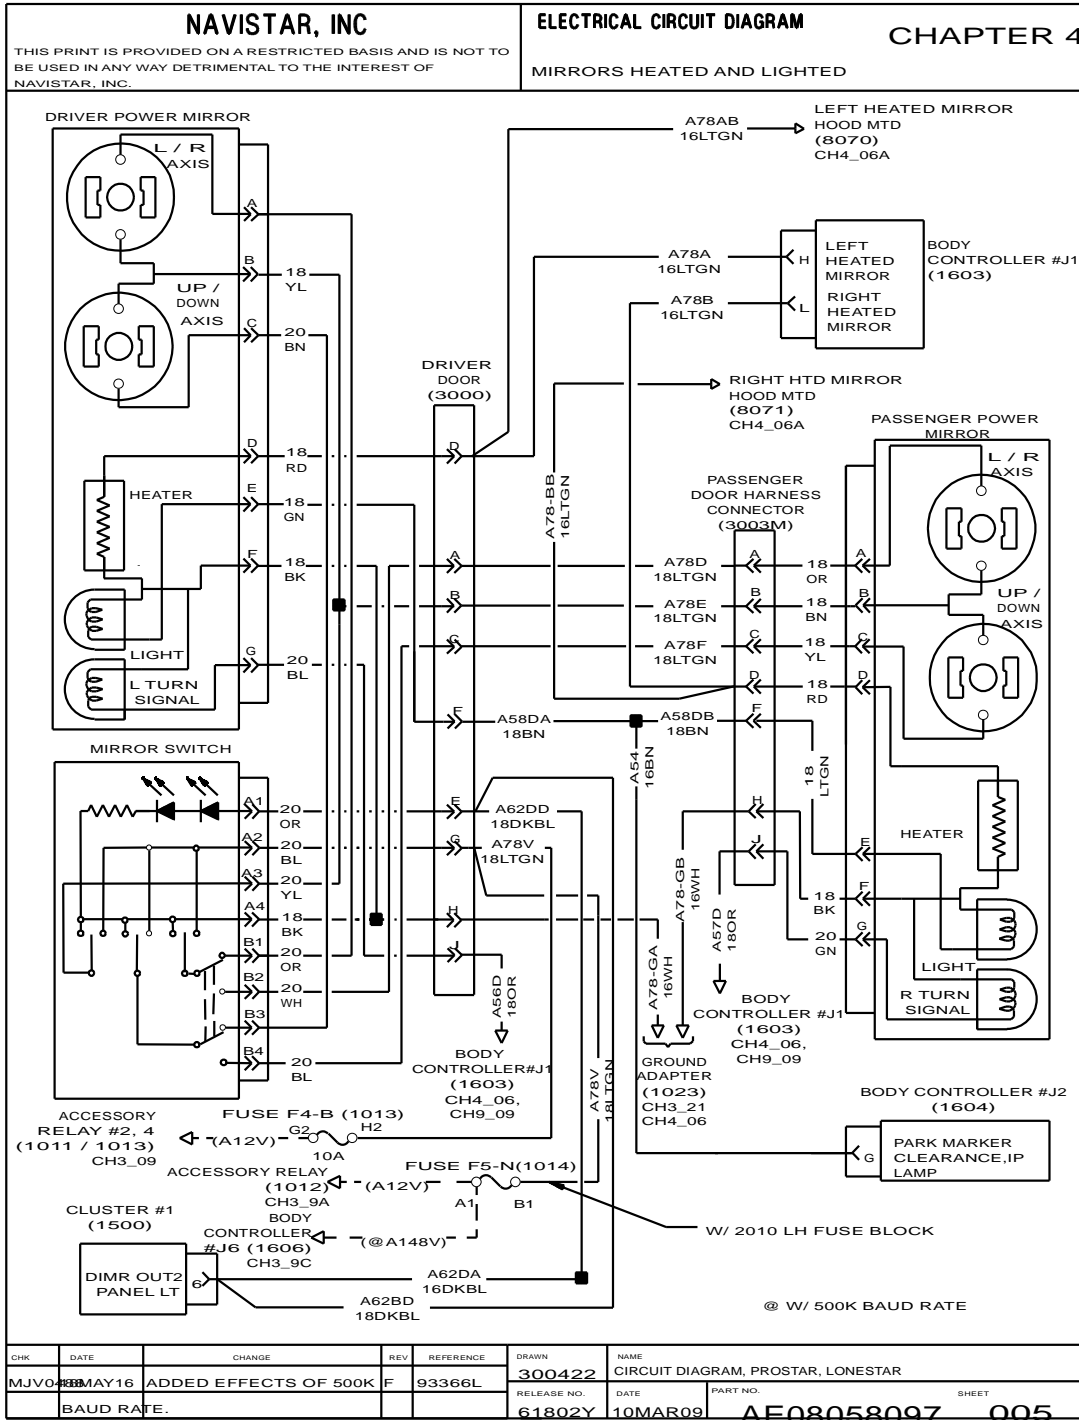 NAVISTAR, INC
THIS PRINT IS PROVIDED ON A RESTRICTED BASIS AND IS NOT TO
BE USED IN ANY WAY DETRIMENTAL TO THE INTEREST OF
NAVISTAR, INC.
ELECTRICAL CIRCUIT DIAGRAM
CHAPTER 4
MIRRORS HEATED AND LIGHTED
DRIVER POWER MIRROR
L / R
AXIS
UP /
DOWN
AXIS
HEATER
LIGHT
L TURN
SIGNAL
A
B
18
YL
C
20
BN
D
18
RD
E
18
GN
F
18
BK
G
20
BL
MIRROR SWITCH
A1
20
OR
A2
20
BL
A3
20
YL
A4
18
BK
B1
20
OR
B2
20
WH
B3
B4
20
BL
DRIVER
DOOR
(3000)
D
A
B
C
F
E
G
H
J
A78AB
16LTGN
LEFT HEATED MIRROR
HOOD MTD
(8070)
CH4_06A
A78A
16LTGN
A78B
16LTGN
H
L
LEFT
HEATED
MIRROR
RIGHT
HEATED
MIRROR
BODY
CONTROLLER #J1
(1603)
RIGHT HTD MIRROR
HOOD MTD
(8071)
CH4_06A
A78-BB
16LTGN
PASSENGER
DOOR HARNESS
CONNECTOR
(3003M)
A78D
18LTGN
A78E
18LTGN
A78F
18LTGN
A58DA
18BN
A58DB
18BN
A54
16BN
A
B
C
D
F
H
J
18
OR
18
BN
18
YL
18
RD
18
LTGN
18
BK
20
GN
A
B
C
D
E
F
G
PASSENGER POWER
MIRROR
L / R
AXIS
UP /
DOWN
AXIS
HEATER
LIGHT
R TURN
SIGNAL
A62DD
18DKBL
A78V
18LTGN
A56D
18OR
A78-GA
16WH
A78-GB
16WH
A57D
18OR
A78V
18LTGN
BODY
CONTROLLER#J1
(1603)
CH4_06,
CH9_09
GROUND
ADAPTER
(1023)
CH3_21
CH4_06
BODY
CONTROLLER #J1
(1603)
CH4_06,
CH9_09
BODY CONTROLLER #J2
(1604)
G
PARK MARKER
CLEARANCE,IP
LAMP
ACCESSORY
RELAY #2, 4
(1011 / 1013)
CH3_09
(A12V)
FUSE F4-B (1013)
G2
H2
10A
ACCESSORY RELAY
(1012)
CH3_9A
(A12V)
FUSE F5-N(1014)
A1
B1
BODY
CONTROLLER
#J6 (1606)
CH3_9C
(@A148V)
W/ 2010 LH FUSE BLOCK
CLUSTER #1
(1500)
DIMR OUT2
PANEL LT
6
A62DA
16DKBL
A62BD
18DKBL
@ W/ 500K BAUD RATE
CHK
DATE
CHANGE
REV
REFERENCE
MJV04
MAY16
ADDED EFFECTS OF 500K
F
93366L
BAUD RATE.
DRAWN
300422
NAME
CIRCUIT DIAGRAM, PROSTAR, LONESTAR
RELEASE NO.
61802Y
DATE
10MAR09
PART NO.
AE08058097
SHEET
005